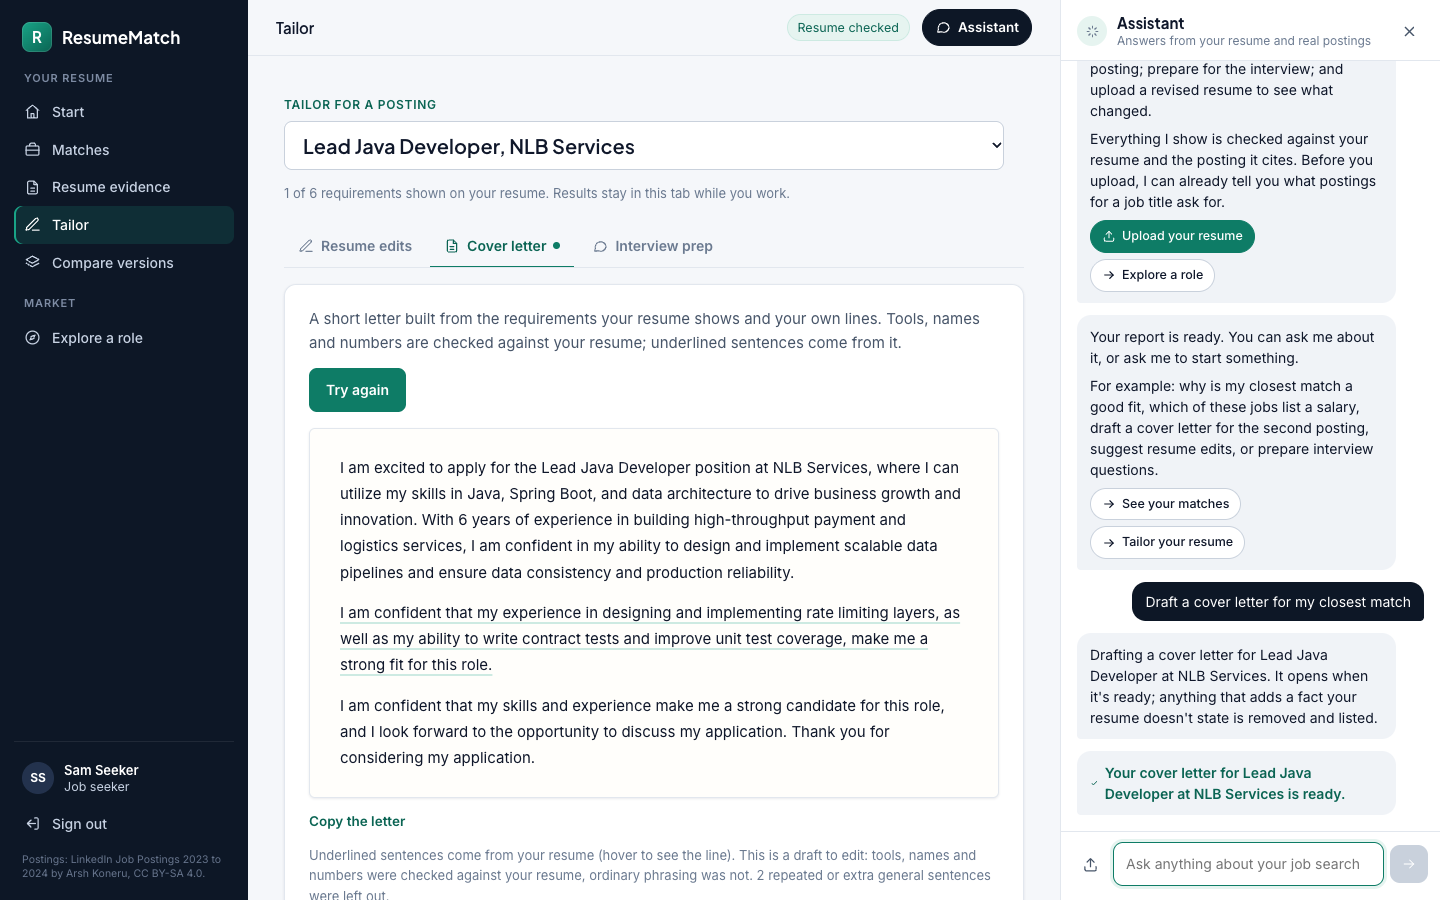 R ResumeMatch
YOUR RESUME
Start
Matches
Resume evidence
Tailor
Compare versions
MARKET
Explore a role
SS
Sam Seeker
Job seeker
Sign out
Postings: LinkedIn Job Postings 2023 to
2024 by Arsh Koneru, CC BY-SA 4.0.
Tailor
Resume checked
Assistant
TAILOR FOR A POSTING
Lead Java Developer, NLB Services
1 of 6 requirements shown on your resume. Results stay in this tab while you work.
Resume edits
Cover letter
Interview prep
A short letter built from the requirements your resume shows and your own lines. Tools, names
and numbers are checked against your resume; underlined sentences come from it.
Try again
I am excited to apply for the Lead Java Developer position at NLB Services, where I can
utilize my skills in Java, Spring Boot, and data architecture to drive business growth and
innovation. With 6 years of experience in building high-throughput payment and
logistics services, I am confident in my ability to design and implement scalable data
pipelines and ensure data consistency and production reliability.
I am confident that my experience in designing and implementing rate limiting layers, as
well as my ability to write contract tests and improve unit test coverage, make me a
strong fit for this role.
I am confident that my skills and experience make me a strong candidate for this role,
and I look forward to the opportunity to discuss my application. Thank you for
considering my application.
Copy the letter
Underlined sentences come from your resume (hover to see the line). This is a draft to edit: tools, names and
numbers were checked against your resume, ordinary phrasing was not. 2 repeated or extra general sentences
were left out.
Assistant
Answers from your resume and real postings
posting; prepare for the interview; and
upload a revised resume to see what
changed.
Everything I show is checked against your
resume and the posting it cites. Before you
upload, I can already tell you what postings
for a job title ask for.
Upload your resume
Explore a role
Your report is ready. You can ask me about
it, or ask me to start something.
For example: why is my closest match a
good fit, which of these jobs list a salary,
draft a cover letter for the second posting,
suggest resume edits, or prepare interview
questions.
See your matches
Tailor your resume
Draft a cover letter for my closest match
Drafting a cover letter for Lead Java
Developer at NLB Services. It opens when
it's ready; anything that adds a fact your
resume doesn't state is removed and listed.
Your cover letter for Lead Java
Developer at NLB Services is ready.
Ask anything about your job search